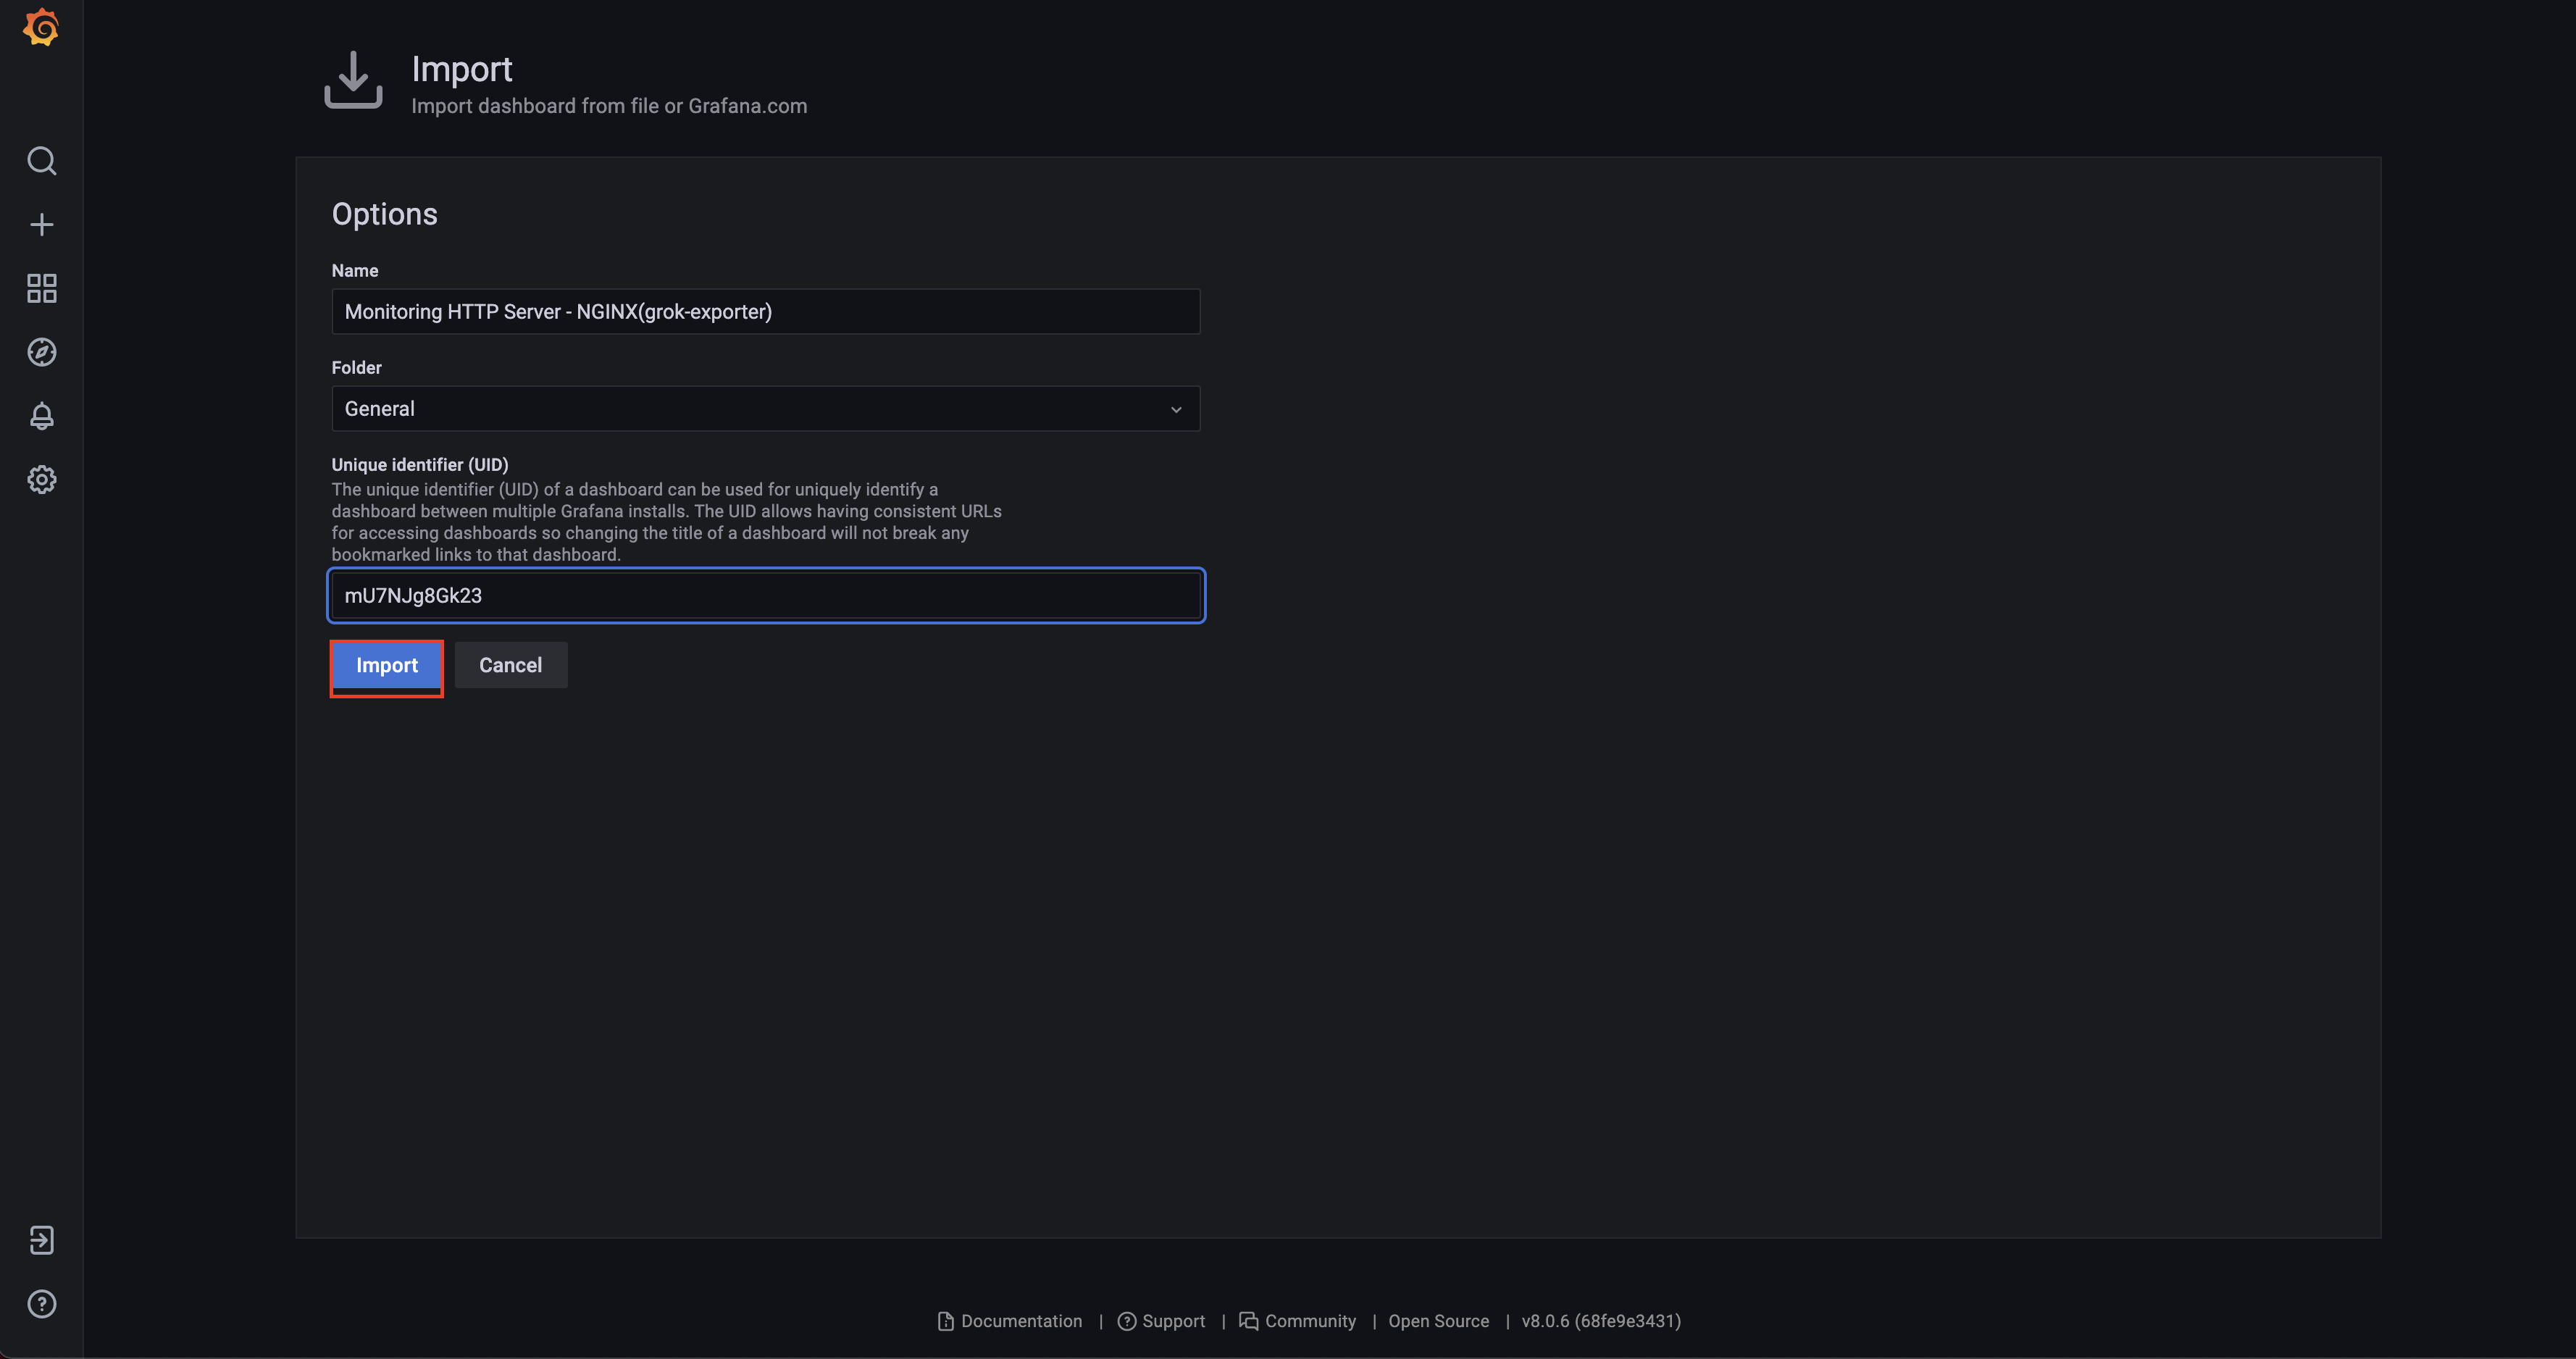 Import
Import dashboard from file or Grafana.com
Options
Name
Monitoring HTTP Server - NGINX(grok-exporter)
Folder
General
Unique identifier (UID)
The unique identifier (UID) of a dashboard can be used for uniquely identify a
dashboard between multiple Grafana installs. The UID allows having consistent URLs
for accessing dashboards so changing the title of a dashboard will not break any
bookmarked links to that dashboard.
mU7NJg8Gk23
Import Cancel
Documentation | Support | Community | Open Source | v8.0.6 (68fe9e3431)